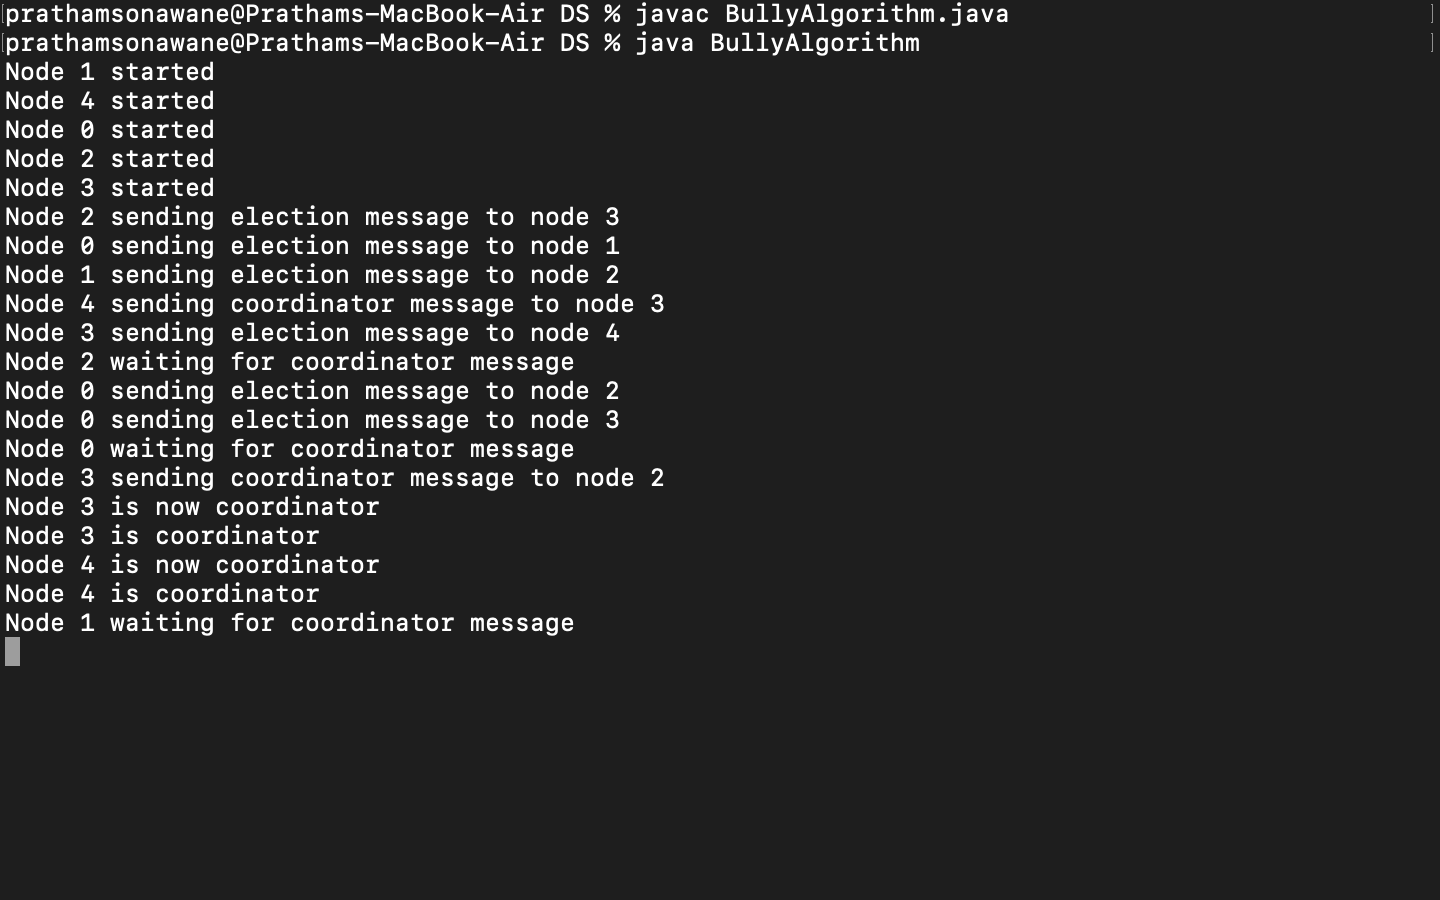 prathamsonawane@Prathams-MacBook-Air DS % javac BullyAlgorithm.java
prathamsonawane@Prathams-MacBook-Air DS % java BullyAlgorithm
Node 1 started
Node 4 started
Node 0 started
Node 2 started
Node 3 started
Node 2 sending election message to node 3
Node 0 sending election message to node 1
Node 1 sending election message to node 2
Node 4 sending coordinator message to node 3
Node 3 sending election message to node 4
Node 2 waiting for coordinator message
Node 0 sending election message to node 2
Node 0 sending election message to node 3
Node 0 waiting for coordinator message
Node 3 sending coordinator message to node 2
Node 3 is now coordinator
Node 3 is coordinator
Node 4 is now coordinator
Node 4 is coordinator
Node 1 waiting for coordinator message